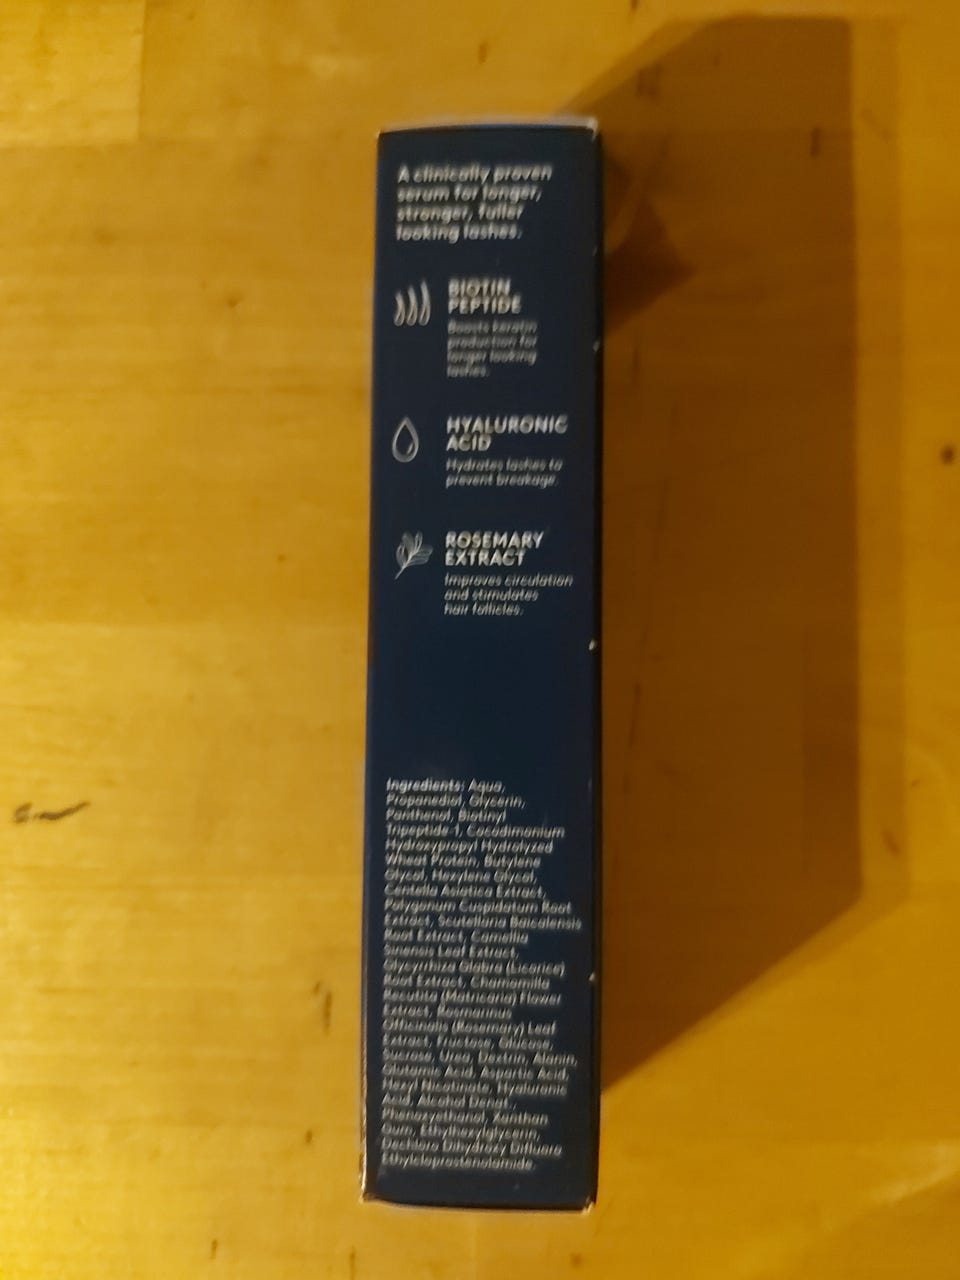 A clinically proven
serum for longer,
stronger, fuller
looking lashes.
BIOTIN
PEPTIDE
Boosts keratin
production for
longer looking
lashes.
HYALURONIC
ACID
Hydrates lashes to
prevent breakage.
ROSEMARY
EXTRACT
Improves circulation
and stimulates
hair follicles.
Ingredients: Aqua,
Propanediol, Glycerin,
Panthenol, Biotinyl
Tripeptide-1, Cocodimonium
Hydroxypropyl Hydrolyzed
Wheat Protein, Butylene
Glycol, Hexylene Glycol,
Centella Asiatica Extract,
Polygonum Cuspidatum Root
Extract, Scutellaria Baicalensis
Root Extract, Camellia
Sinensis Leaf Extract,
Glycyrrhiza Glabra (Licorice)
Root Extract, Chamomilla
Recutita (Matricaria) Flower
Extract, Rosmarinus
Officinalis (Rosemary) Leaf
Extract, Fructose, Glucose,
Sucrose, Urea, Dextrin, Alanin,
Glutamic Acid, Aspartic Acid,
Hexyl Nicotinate, Hyaluronic
Acid, Alcohol Denat.,
Phenoxyethanol, Xanthan
Gum, Ethylhexylglycerin,
Dechloro Dihydroxy Difluoro
Ethylcloprostenolamide.